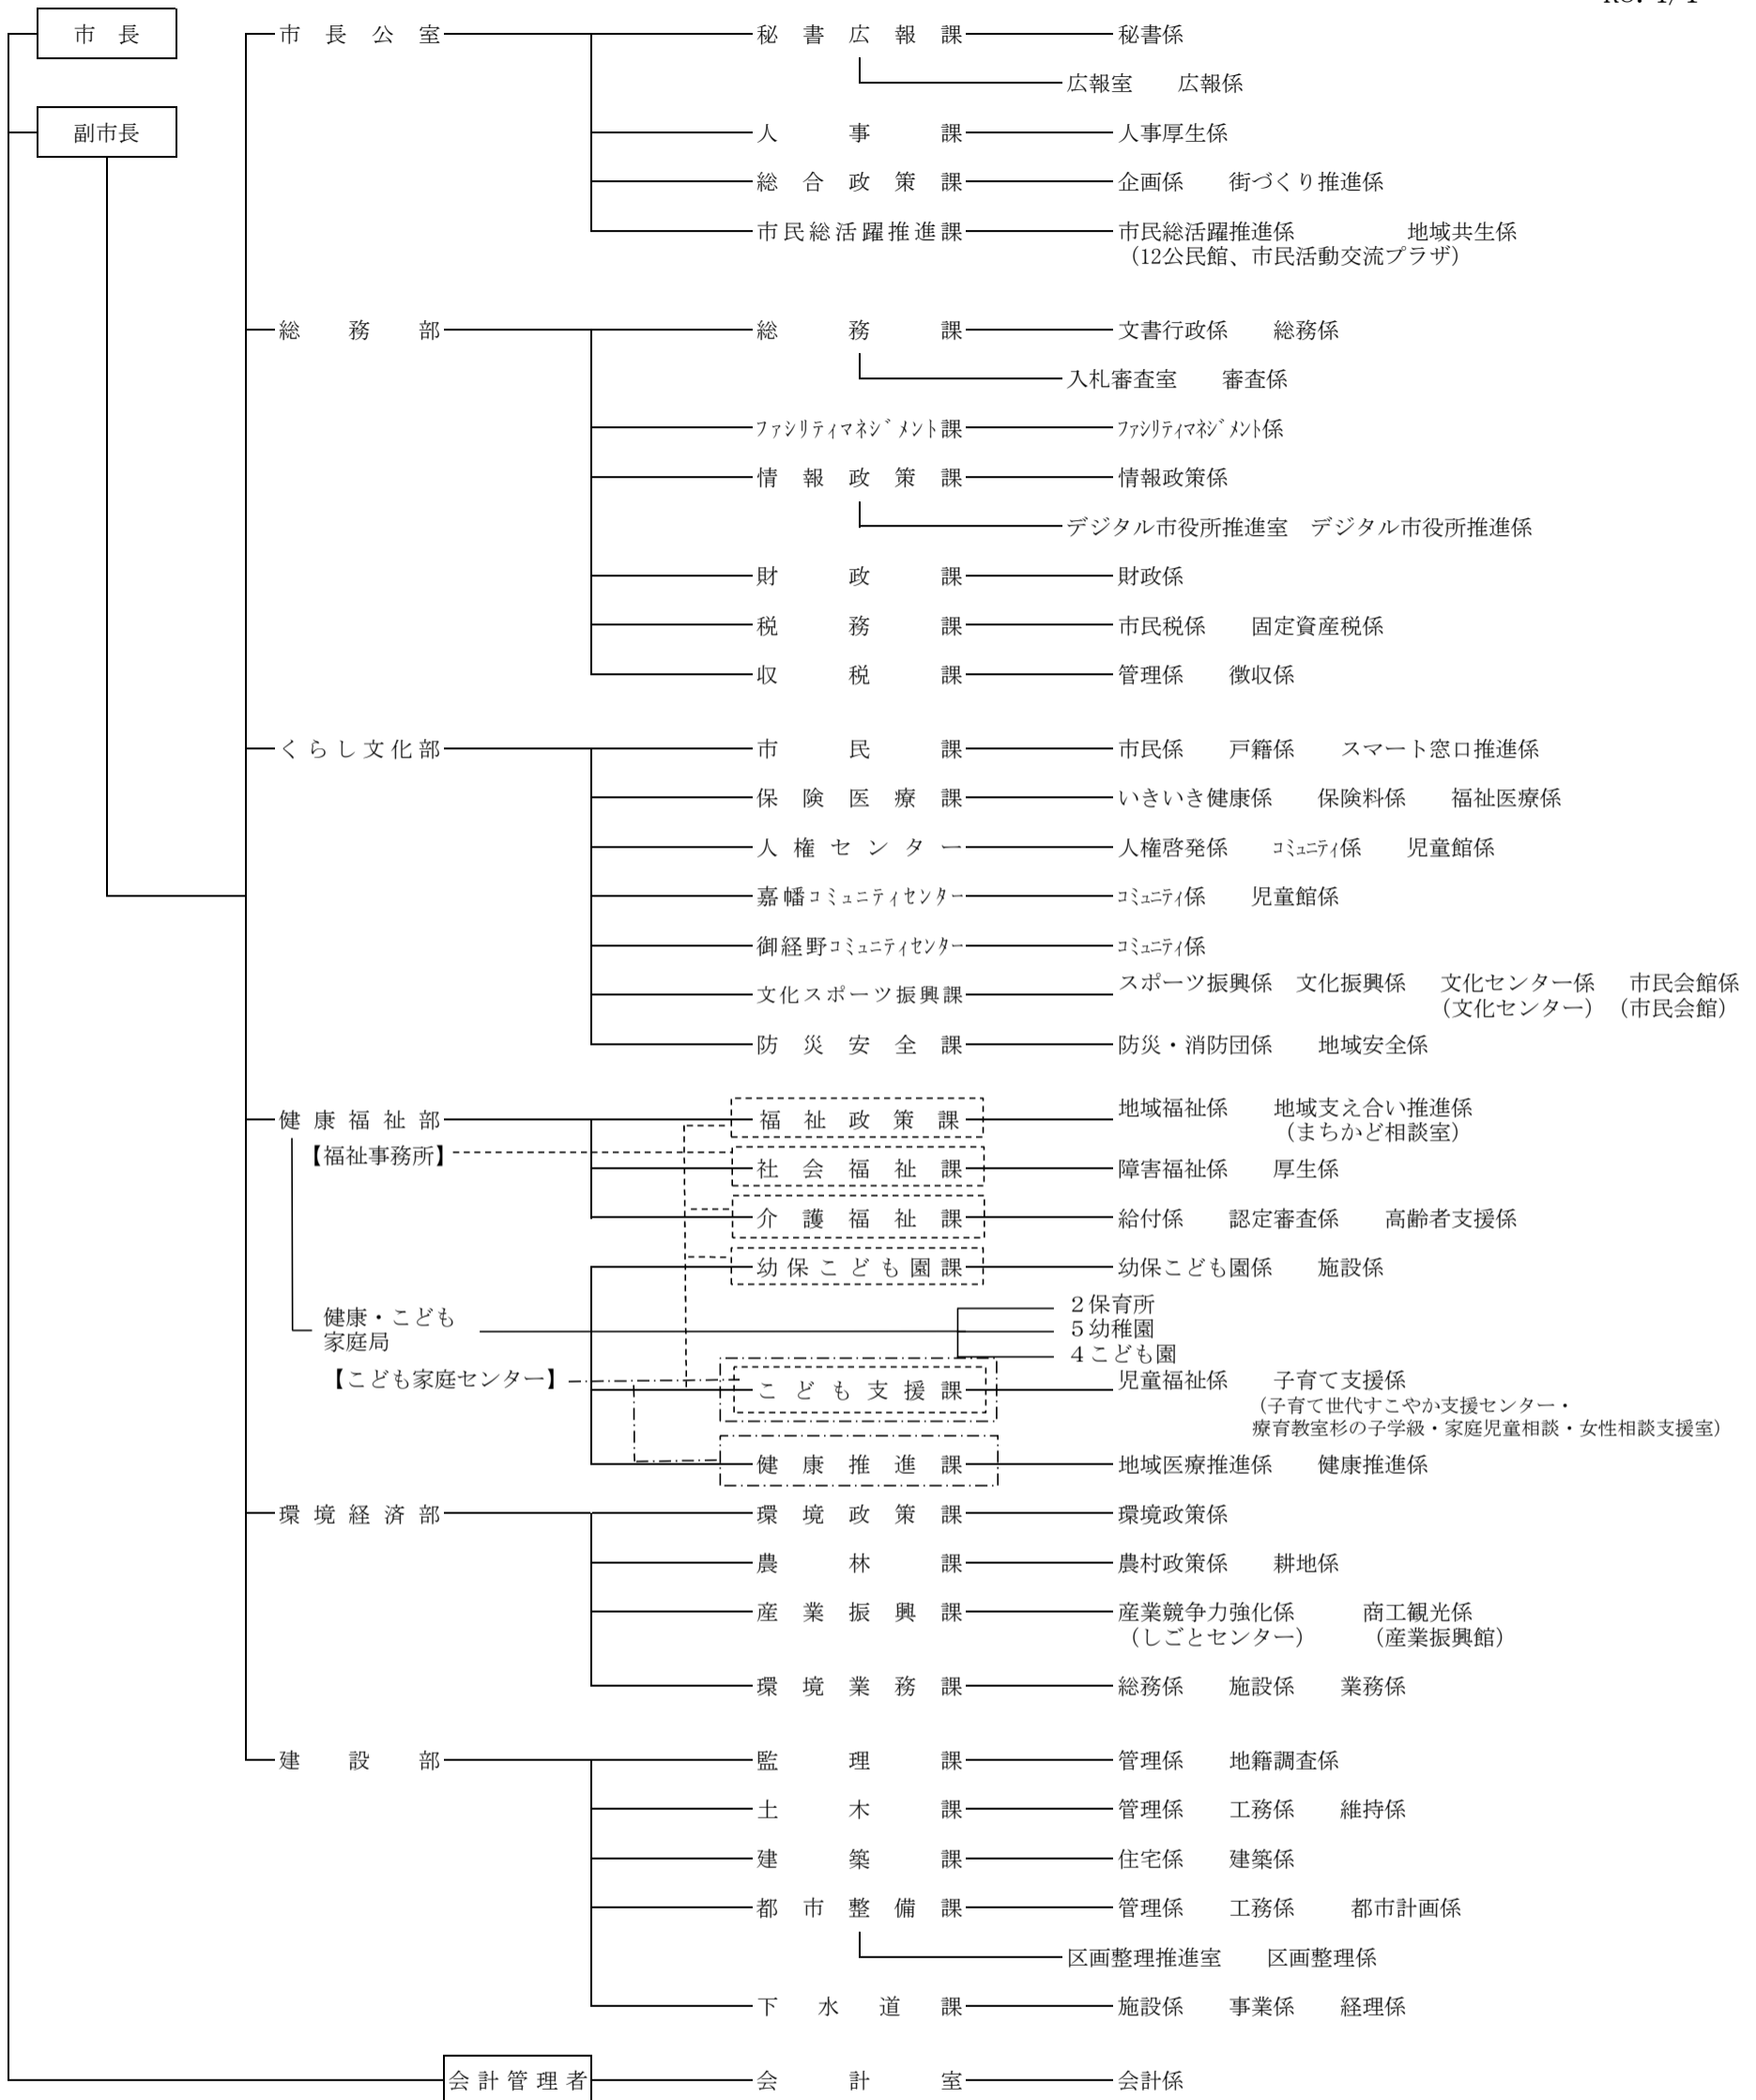 市長
市長公室 秘書広報課 秘書係
広報室 広報係
副市長 人事課 人事厚生係
総合政策課 企画係 街づくり推進係
市民総活躍推進課 市民総活躍推進係 地域共生係
（12公民館、市民活動交流プラザ）
総務部 総務課 文書行政係 総務係
入札審査室 審査係
ﾌｧｼﾘﾃｨﾏﾈｼﾞﾒﾝﾄ課 ﾌｧｼﾘﾃｨﾏﾈｼﾞﾒﾝﾄ係
情報政策課 情報政策係
デジタル市役所推進室 デジタル市役所推進係
財政課 財政係
税務課 市民税係 固定資産税係
収税課 管理係 徴収係
くらし文化部 市民課 市民係 戸籍係 スマート窓口推進係
保険医療課 いきいき健康係 保険料係 福祉医療係
人権センター 人権啓発係 ｺﾐｭﾆﾃｨ係 児童館係
嘉幡ｺﾐｭﾆﾃｨｾﾝﾀｰ ｺﾐｭﾆﾃｨ係 児童館係
御経野ｺﾐｭﾆﾃｨｾﾝﾀｰ ｺﾐｭﾆﾃｨ係
文化スポーツ振興課 スポーツ振興係 文化振興係 文化センター係 市民会館係
（文化センター）（市民会館）
防災安全課 防災・消防団係 地域安全係
健康福祉部 福祉政策課 地域福祉係 地域支え合い推進係
（まちかど相談室）
【福祉事務所】
社会福祉課 障害福祉係 厚生係
介護福祉課 給付係 認定審査係 高齢者支援係
幼保こども園課 幼保こども園係 施設係
健康・こども
家庭局
２保育所
５幼稚園
４こども園
【こども家庭センター】
こども支援課 児童福祉係 子育て支援係
（子育て世代すこやか支援センター・
療育教室杉の子学級・家庭児童相談・女性相談支援室）
健康推進課 地域医療推進係 健康推進係
環境経済部 環境政策課 環境政策係
農林課 農村政策係 耕地係
産業振興課 産業競争力強化係 商工観光係
（しごとセンター） （産業振興館）
環境業務課 総務係 施設係 業務係
建設部 監理課 管理係 地籍調査係
土木課 管理係 工務係 維持係
建築課 住宅係 建築係
都市整備課 管理係 工務係 都市計画係
区画整理推進室 区画整理係
下水道課 施設係 事業係 経理係
会計管理者 会計室 会計係